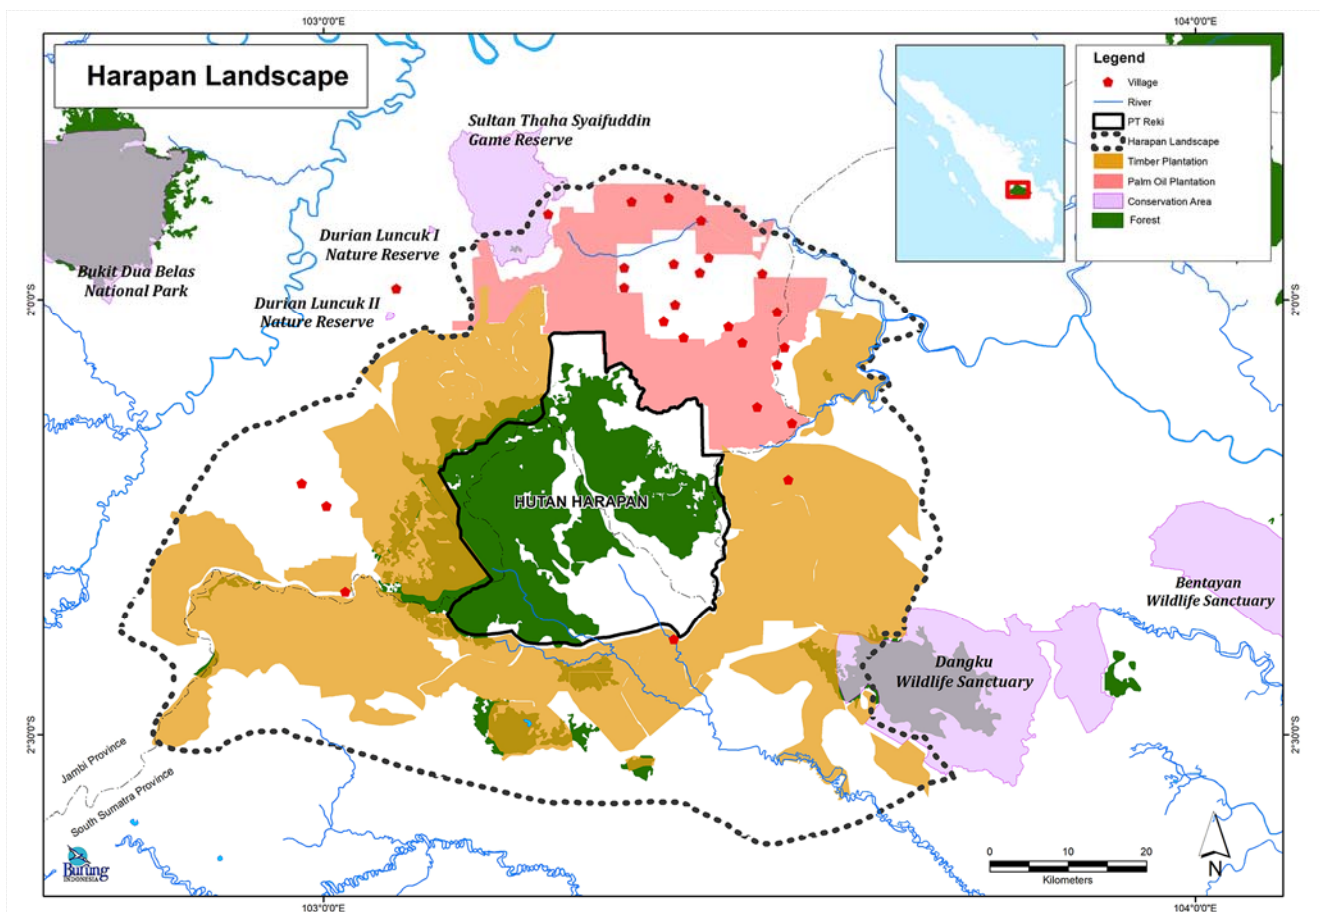 103°0'0"E
104°0'0"E
Harapan Landscape
Legend
Village
River
PT Reki
Harapan Landscape
Timber Plantation
Palm Oil Plantation
Conservation Area
Forest
Sultan Thaha Syaifuddin
Game Reserve
Durian Luncuk I
Nature Reserve
Bukit Dua Belas
National Park
Durian Luncuk II
Nature Reserve
2°0'0"S
2°0'0"S
HUTAN HARAPAN
Bentayan
Wildlife Sanctuary
Dangku
Wildlife Sanctuary
2°30'0"S
2°30'0"S
Jambi Province
South Sumatra Province
Burung
INDONESIA
0
10
20
Kilometers
N
103°0'0"E
104°0'0"E